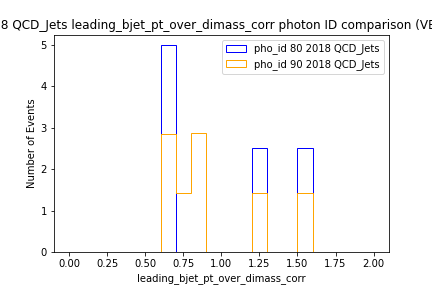 8 QCD_Jets leading_bjet_pt_over_dimass_corr photon ID comparison (VB
pho_id 80 2018 QCD_Jets
pho_id 90 2018 QCD_Jets
Number of Events
5
4
3
2
1
0
0.00 0.25 0.50 0.75 1.00 1.25 1.50 1.75 2.00
leading_bjet_pt_over_dimass_corr